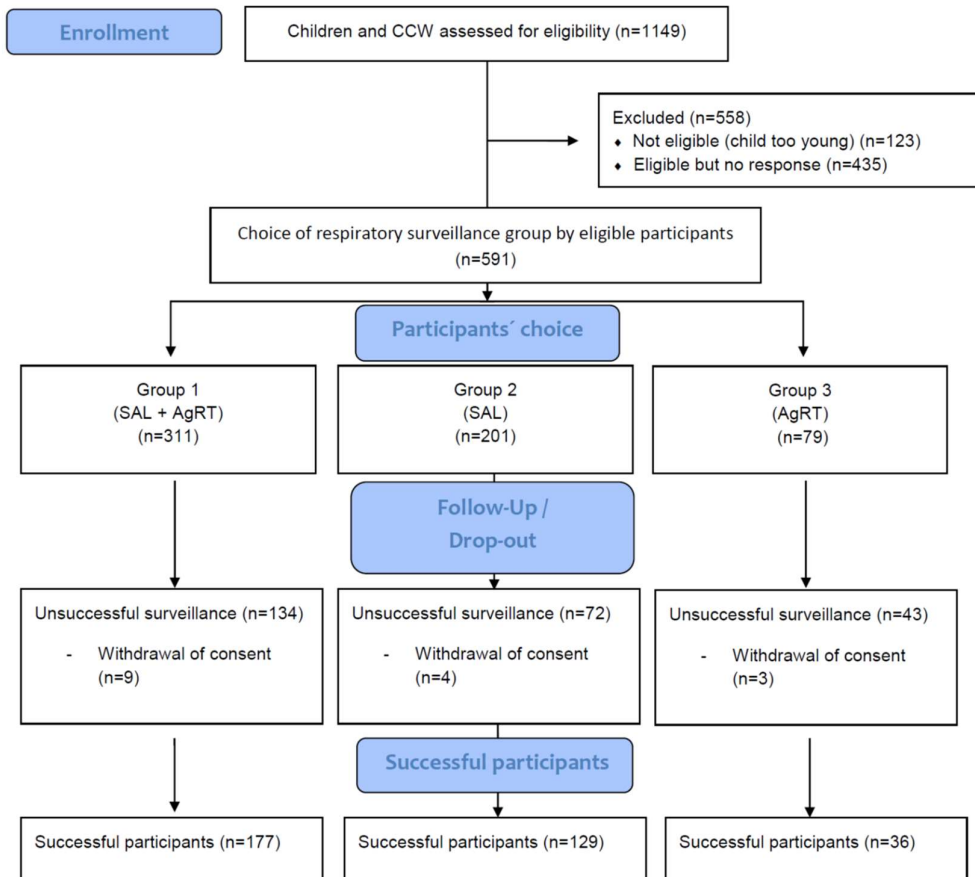 Enrollment
Children and CCW assessed for eligibility (n=1149)
Excluded (n=558)
♦ Not eligible (child too young) (n=123)
♦ Eligible but no response (n=435)
Choice of respiratory surveillance group by eligible participants
(n=591)
Participants´ choice
Group 1
(SAL + AgRT)
(n=311)
Group 2
(SAL)
(n=201)
Group 3
(AgRT)
(n=79)
Follow-Up /
Drop-out
Unsuccessful surveillance (n=134)
- Withdrawal of consent
(n=9)
Unsuccessful surveillance (n=72)
- Withdrawal of consent
(n=4)
Unsuccessful surveillance (n=43)
- Withdrawal of consent
(n=3)
Successful participants
Successful participants (n=177)
Successful participants (n=129)
Successful participants (n=36)